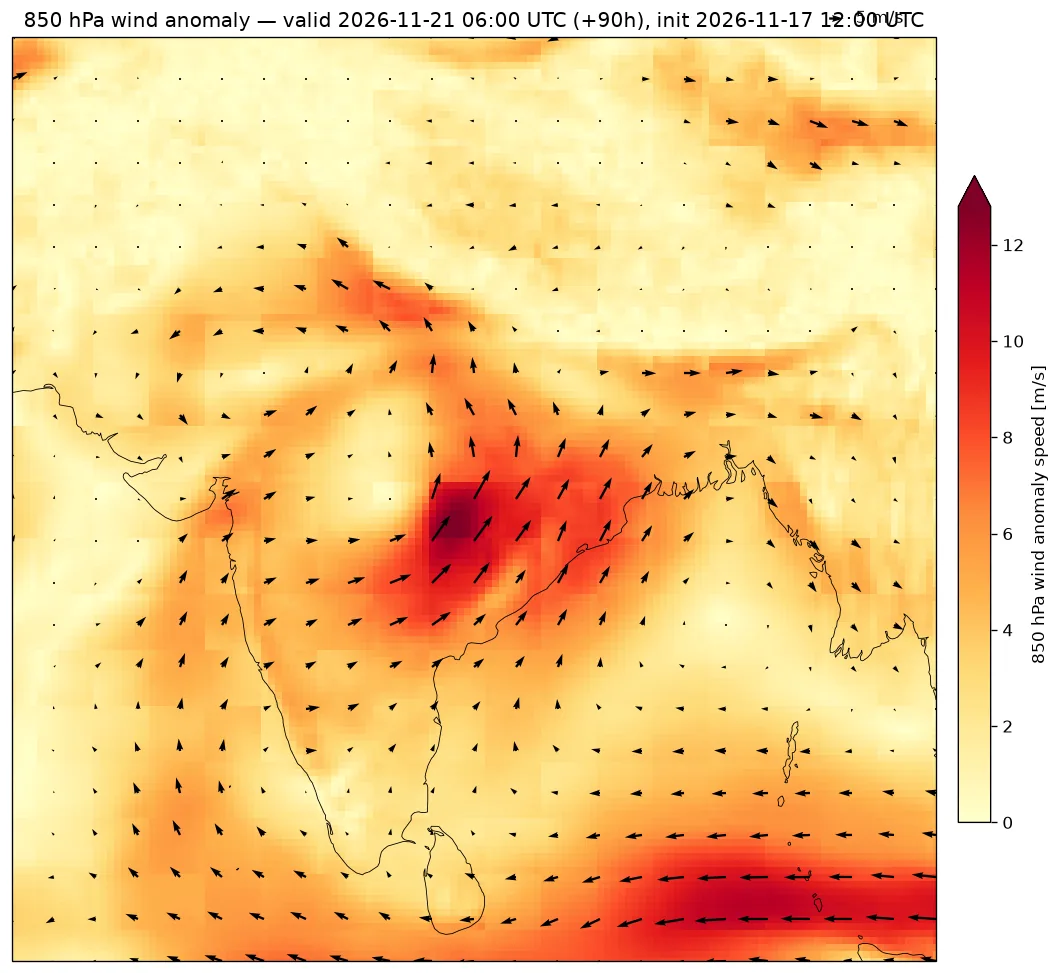 850 hPa wind anomaly — valid 2026-11-21 06:00 UTC (+90h), init 2026-11-17 12:00 UTC
5 m/s
12
10
8
6
4
2
0
850 hPa wind anomaly speed [m/s]